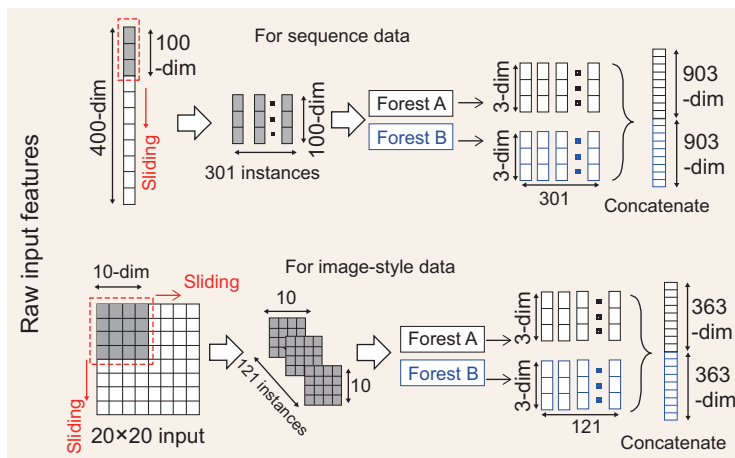 Raw input features
For sequence data
400-dim
100
-dim
Sliding
301 instances
100-dim
Forest A
Forest B
3-dim
3-dim
301
903
-dim
903
-dim
Concatenate
For image-style data
10-dim
Sliding
Sliding
20×20 input
10
10
121 instances
Forest A
Forest B
3-dim
3-dim
121
363
-dim
363
-dim
Concatenate